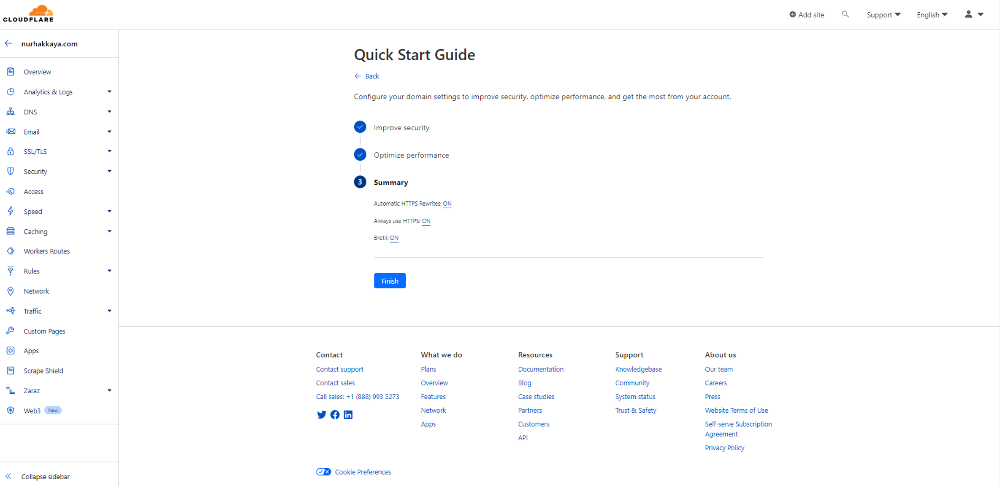 CLOUDFLARE
Add site
Support
English
nurhakkaya.com
Overview
Analytics & Logs
DNS
Email
SSL/TLS
Security
Access
Speed
Caching
Workers Routes
Rules
Network
Traffic
Custom Pages
Apps
Scrape Shield
Zaraz
Web3 New
Collapse sidebar
Quick Start Guide
Back
Configure your domain settings to improve security, optimize performance, and get the most from your account.
Improve security
Optimize performance
3 Summary
Automatic HTTPS Rewrites: ON
Always use HTTPS: ON
Brotli: ON
Finish
Contact
Contact support
Contact sales
Call sales: +1 (888) 993 5273
What we do
Plans
Overview
Features
Network
Apps
Resources
Documentation
Blog
Case studies
Partners
Customers
API
Support
Knowledgebase
Community
System status
Trust & Safety
About us
Our team
Careers
Press
Website Terms of Use
Self-serve Subscription
Agreement
Privacy Policy
Cookie Preferences